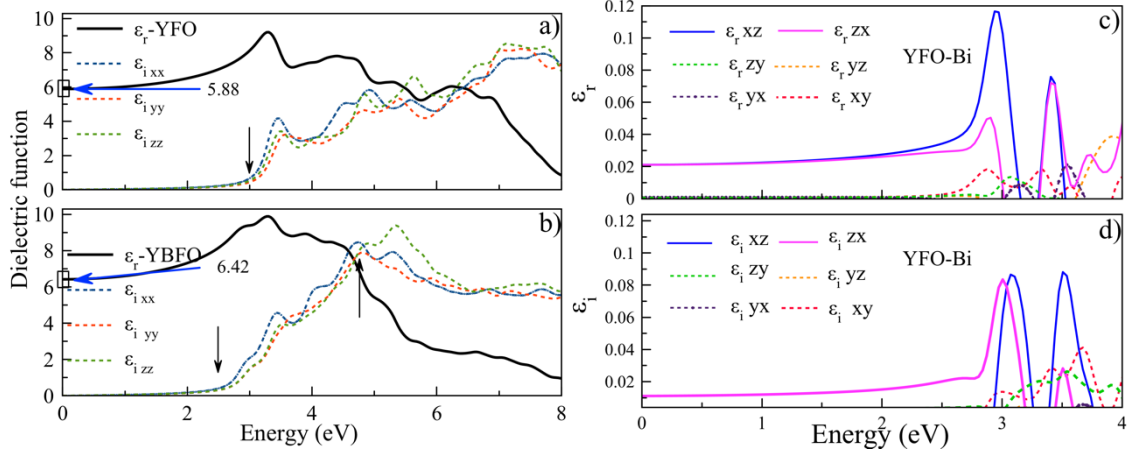 Dielectric function
a)
10
8
6
4
2
0
εr-YFO
εi xx
εi yy
εi zz
5.88
b)
10
8
6
4
2
0
εr-YBFO
εi xx
εi yy
εi zz
6.42
0 2 4 6 8
Energy (eV)
c)
εr
0.12
0.09
0.06
0.04
0.02
0
εr xz εr zx
εr zy εr yz
εr yx εr xy
YFO-Bi
d)
εi
0.12
0.10
0.08
0.06
0.04
0.02
εi xz εi zx
εi zy εi yz
εi yx εi xy
YFO-Bi
0 1 2 3 4
Energy (eV)